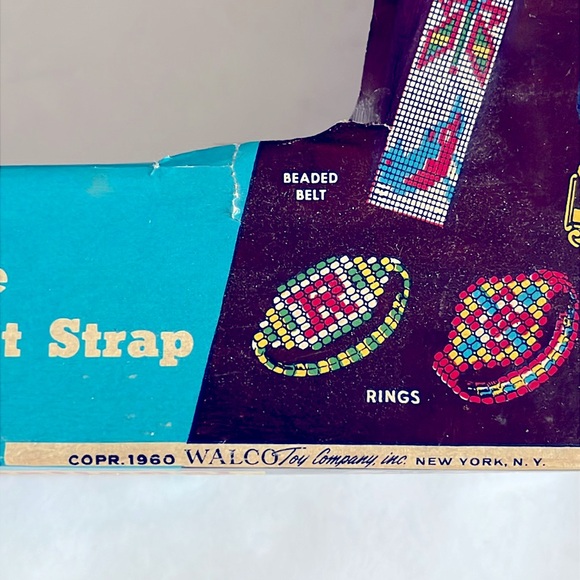 BEADED
BELT
e
t Strap
R
RINGS
COPR.1960 WALCO Toy Company, inc. NEW YORK, N.Y.